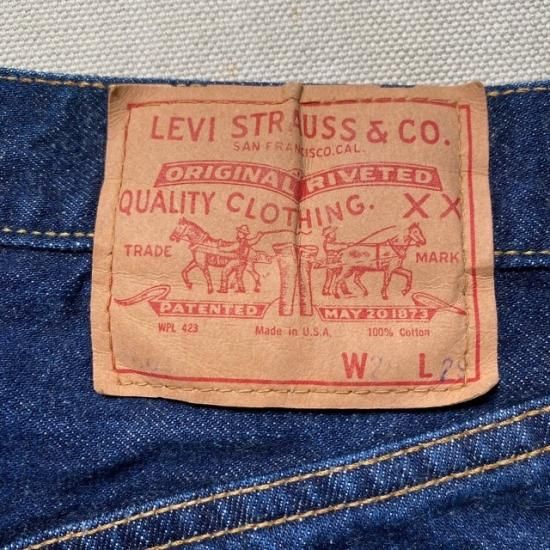 LEVI STRAUSS & CO.
SAN FRANCISCO, CAL.
ORIGINAL RIVETED
QUALITY CLOTHING. XX
TRADE MARK
PATENTED MAY 20 1873
WPL 423 Made in U.S.A. 100% Cotton
W L